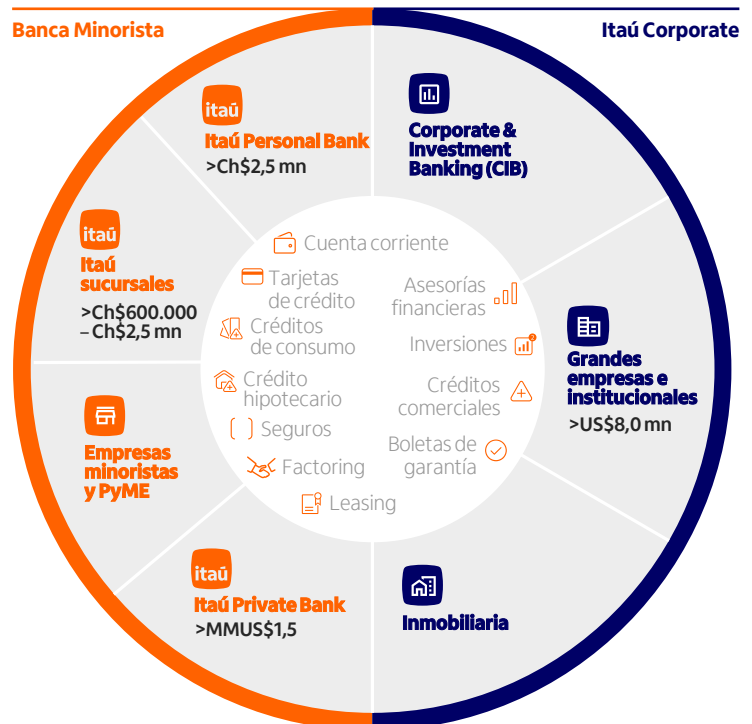 Banca Minorista
Itaú Corporate
itaú
Itaú Personal Bank
>Ch$2,5 mn
Corporate &
Investment
Banking (CIB)
itaú
Itaú
sucursales
>Ch$600.000
– Ch$2,5 mn
Cuenta corriente
Tarjetas
de crédito
Créditos
de consumo
Crédito
hipotecario
Seguros
Factoring
Leasing
Asesorías
financieras
Inversiones
Créditos
comerciales
Boletas de
garantía
Grandes
empresas e
institucionales
>US$8,0 mn
Empresas
minoristas
y PyME
itaú
Itaú Private Bank
>MMUS$1,5
Inmobiliaria